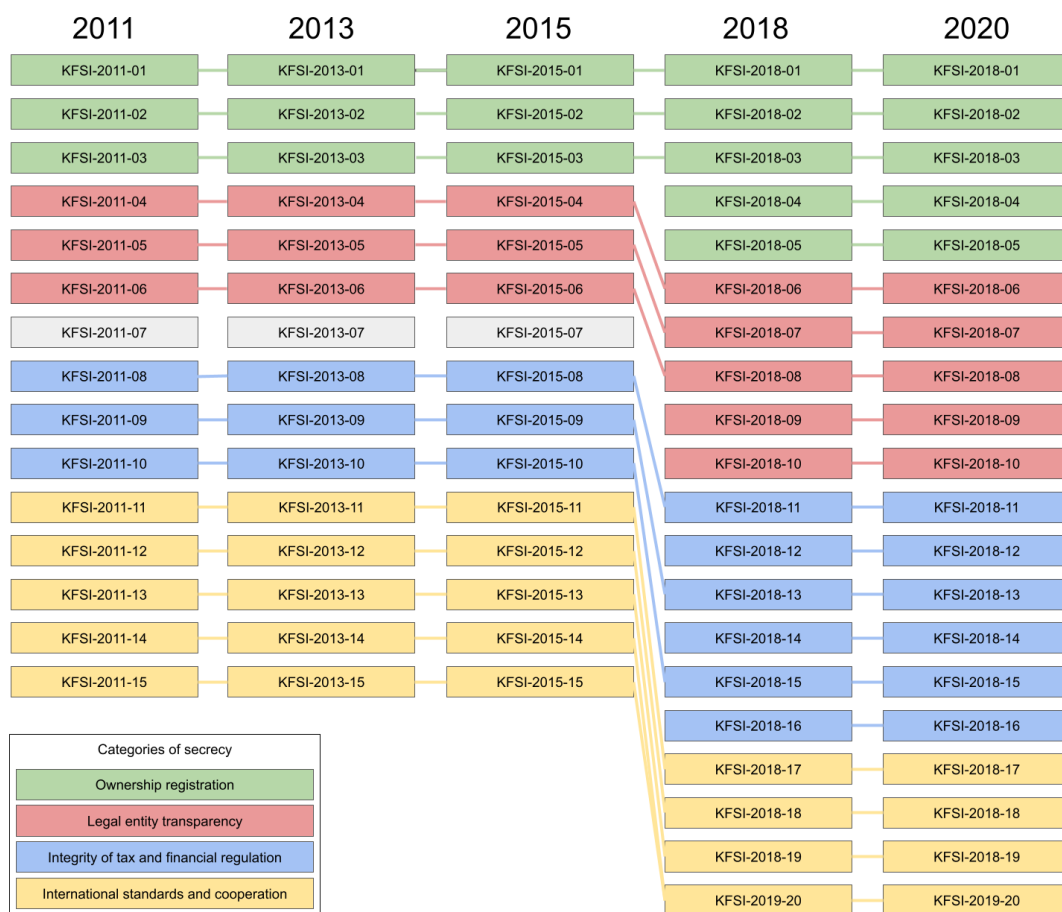 2011 2013 2015 2018 2020
KFSI-2011-01 KFSI-2013-01 KFSI-2015-01 KFSI-2018-01 KFSI-2018-01
KFSI-2011-02 KFSI-2013-02 KFSI-2015-02 KFSI-2018-02 KFSI-2018-02
KFSI-2011-03 KFSI-2013-03 KFSI-2015-03 KFSI-2018-03 KFSI-2018-03
KFSI-2011-04 KFSI-2013-04 KFSI-2015-04 KFSI-2018-04 KFSI-2018-04
KFSI-2011-05 KFSI-2013-05 KFSI-2015-05 KFSI-2018-05 KFSI-2018-05
KFSI-2011-06 KFSI-2013-06 KFSI-2015-06 KFSI-2018-06 KFSI-2018-06
KFSI-2011-07 KFSI-2013-07 KFSI-2015-07 KFSI-2018-07 KFSI-2018-07
KFSI-2011-08 KFSI-2013-08 KFSI-2015-08 KFSI-2018-08 KFSI-2018-08
KFSI-2011-09 KFSI-2013-09 KFSI-2015-09 KFSI-2018-09 KFSI-2018-09
KFSI-2011-10 KFSI-2013-10 KFSI-2015-10 KFSI-2018-10 KFSI-2018-10
KFSI-2011-11 KFSI-2013-11 KFSI-2015-11 KFSI-2018-11 KFSI-2018-11
KFSI-2011-12 KFSI-2013-12 KFSI-2015-12 KFSI-2018-12 KFSI-2018-12
KFSI-2011-13 KFSI-2013-13 KFSI-2015-13 KFSI-2018-13 KFSI-2018-13
KFSI-2011-14 KFSI-2013-14 KFSI-2015-14 KFSI-2018-14 KFSI-2018-14
KFSI-2011-15 KFSI-2013-15 KFSI-2015-15 KFSI-2018-15 KFSI-2018-15
KFSI-2018-16 KFSI-2018-16
KFSI-2018-17 KFSI-2018-17
KFSI-2018-18 KFSI-2018-18
KFSI-2018-19 KFSI-2018-19
KFSI-2019-20 KFSI-2019-20
Categories of secrecy
Ownership registration
Legal entity transparency
Integrity of tax and financial regulation
International standards and cooperation